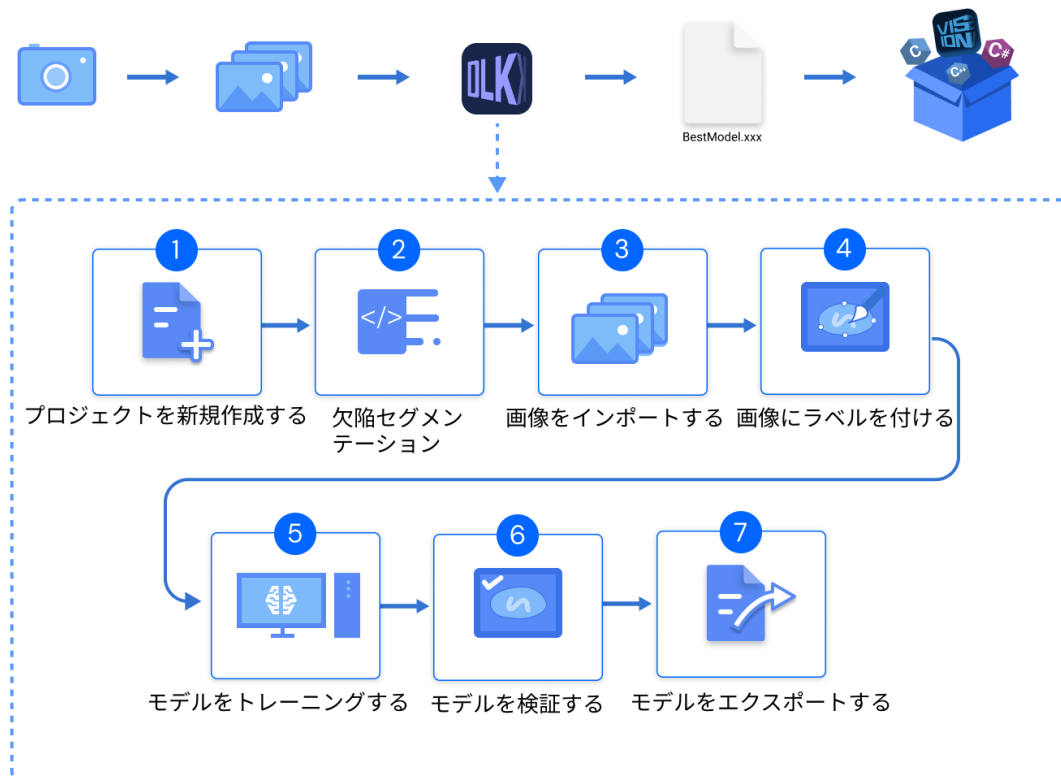 DLK
BestModel.xxx
VIS
ION
C
C++
C#
1
2
3
4
</>
プロジェクトを新規作成する
欠陥セグメン
テーション
画像をインポートする
画像にラベルを付ける
5
6
7
モデルをトレーニングする
モデルを検証する
モデルをエクスポートする